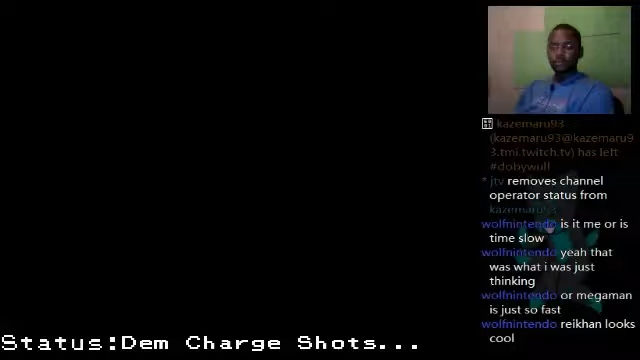 kazemaru93
(kazemaru93@kazemaru9
3.tmi.twitch.tv) has left
#dobywull
* jtv removes channel
operator status from
kazemaru93
wolfnintendo is it me or is
time slow
wolfnintendo yeah that
was what i was just
thinking
wolfnintendo or megaman
is just so fast
wolfnintendo reikhan looks
cool
Status:Dem Charge Shots...